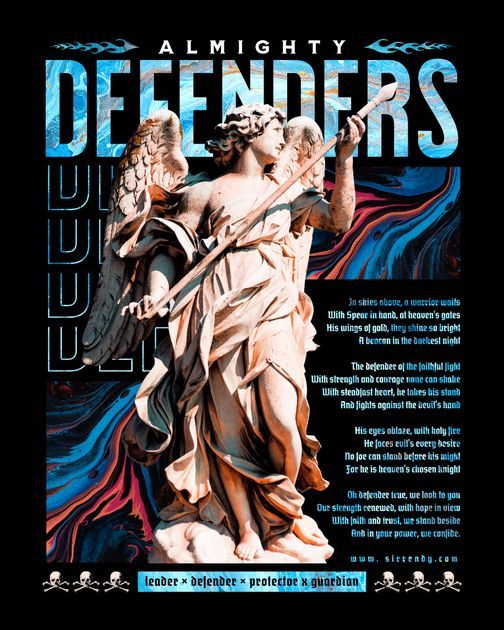 ALMIGHTY
DEFENDERS
In skies above, a warrior waits
With Spear in hand, at heaven's gates
His wings of gold, they shine so bright
A beacon in the darkest night
The defender of the faithful fight
With strength and courage none can shake
With steadfast heart, he takes his stand
And fights against the devil's hand
His eyes ablaze, with holy fire
He faces evil's every desire
No foe can stand before his might
For he is heaven's chosen knight
Oh defender true, we look to you
Our strength renewed, with hope in view
With faith and trust, we stand beside
And in your power, we confide.
www. sirrendy.com
leader × defender × protector x guardian